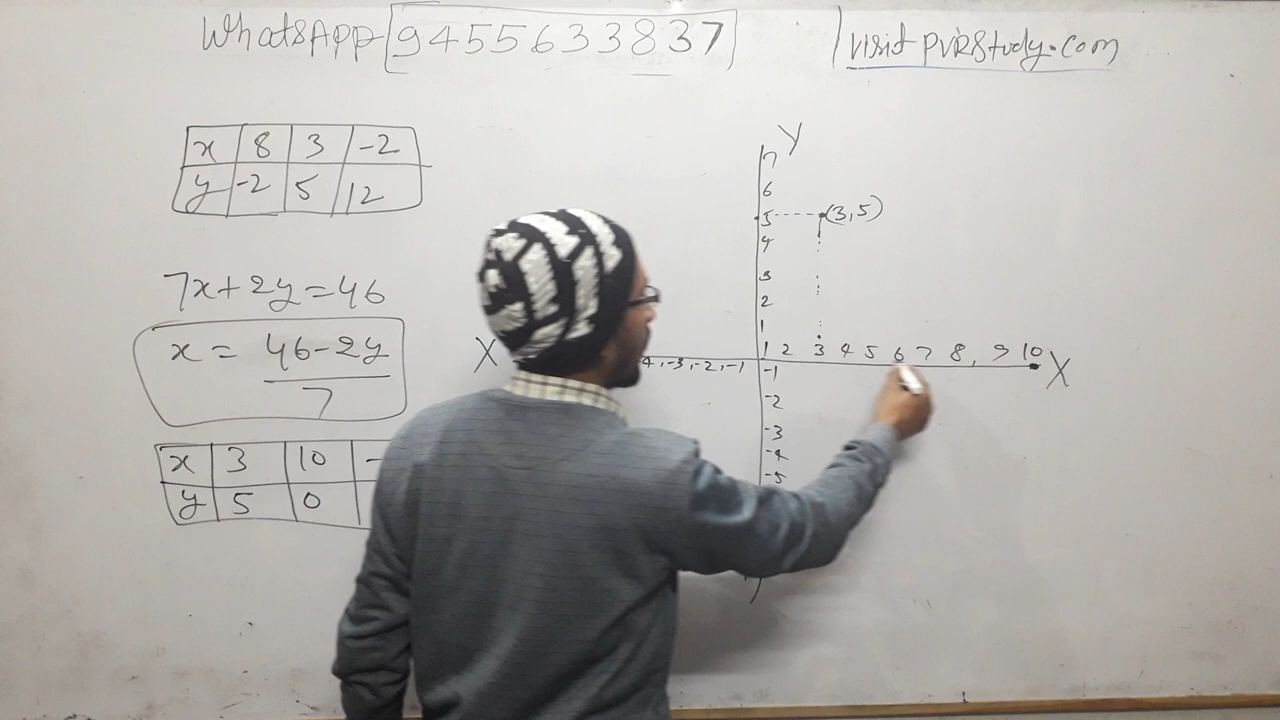 WhatsApp- 9455633837
visit pvrstudy.com
x 8 3 -2
y -2 5 12
7x+2y=46
x = 46-2y
7
x 3 10 -
y 5 0
Y
7
6
5 (3,5)
4
3
2
1
X -4,-3,-2,-1 1 2 3 4 5 6 7 8, 9 10 X
-1
-2
-3
-4
-5